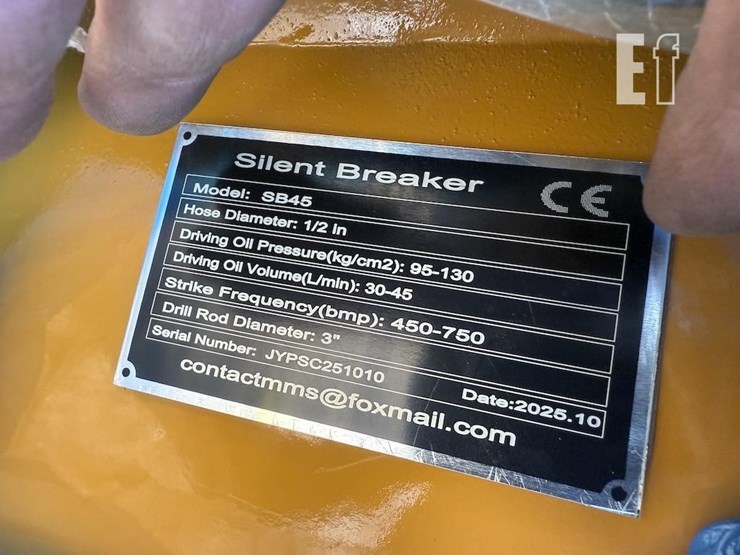 Ef
Silent Breaker
CE
Model: SB45
Hose Diameter: 1/2 in
Driving Oil Pressure(kg/cm2): 95-130
Driving Oil Volume(L/min): 30-45
Strike Frequency(bmp): 450-750
Drill Rod Diameter: 3"
Serial Number: JYPSC251010 Date:2025.10
contactmms@foxmail.com